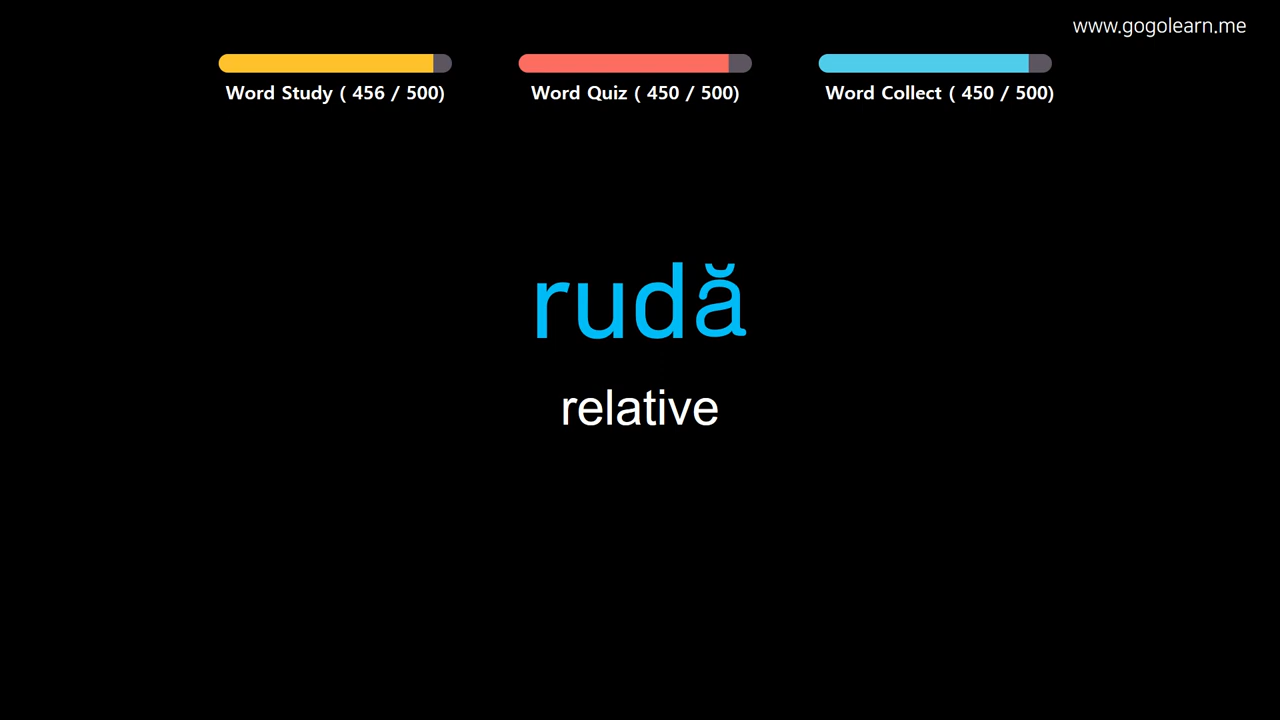 www.gogolearn.me
Word Study ( 456 / 500)
Word Quiz ( 450 / 500)
Word Collect ( 450 / 500)
rudă
relative